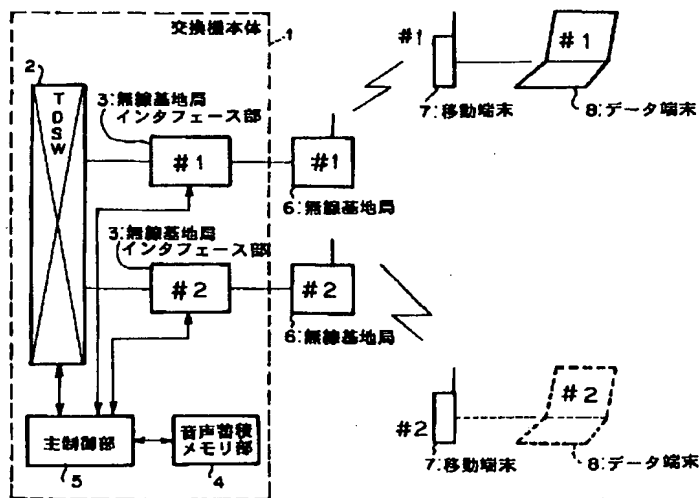 交換機本体
1
2
TDSW
3:無線基地局
インタフェース部
#1
#1
6:無線基地局
#1
7:移動端末
#1
8:データ端末
3:無線基地局
インタフェース部
#2
#2
6:無線基地局
#2
7:移動端末
#2
8:データ端末
主制御部
5
音声蓄積
メモリ部
4